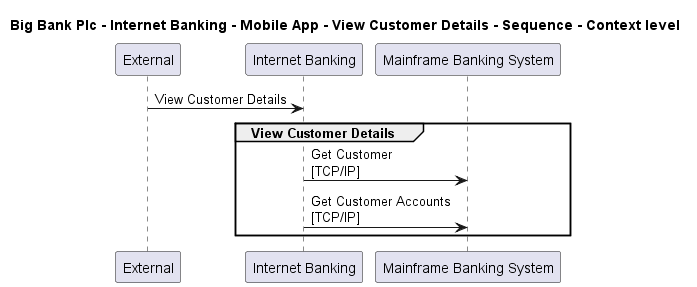 Big Bank Plc - Internet Banking - Mobile App - View Customer Details - Sequence - Context level
External
Internet Banking
Mainframe Banking System
View Customer Details
View Customer Details
Get Customer
[TCP/IP]
Get Customer Accounts
[TCP/IP]
External
Internet Banking
Mainframe Banking System